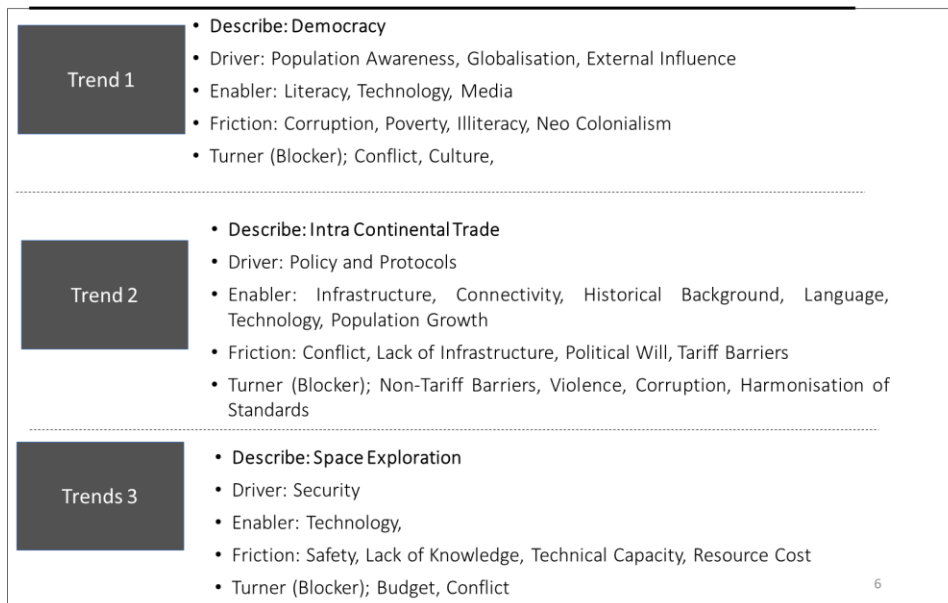 Trend 1
• Describe: Democracy
• Driver: Population Awareness, Globalisation, External Influence
• Enabler: Literacy, Technology, Media
• Friction: Corruption, Poverty, Illiteracy, Neo Colonialism
• Turner (Blocker); Conflict, Culture,
Trend 2
• Describe: Intra Continental Trade
• Driver: Policy and Protocols
• Enabler: Infrastructure, Connectivity, Historical Background, Language,
Technology, Population Growth
• Friction: Conflict, Lack of Infrastructure, Political Will, Tariff Barriers
• Turner (Blocker); Non-Tariff Barriers, Violence, Corruption, Harmonisation of
Standards
Trends 3
• Describe: Space Exploration
• Driver: Security
• Enabler: Technology,
• Friction: Safety, Lack of Knowledge, Technical Capacity, Resource Cost
• Turner (Blocker); Budget, Conflict
6